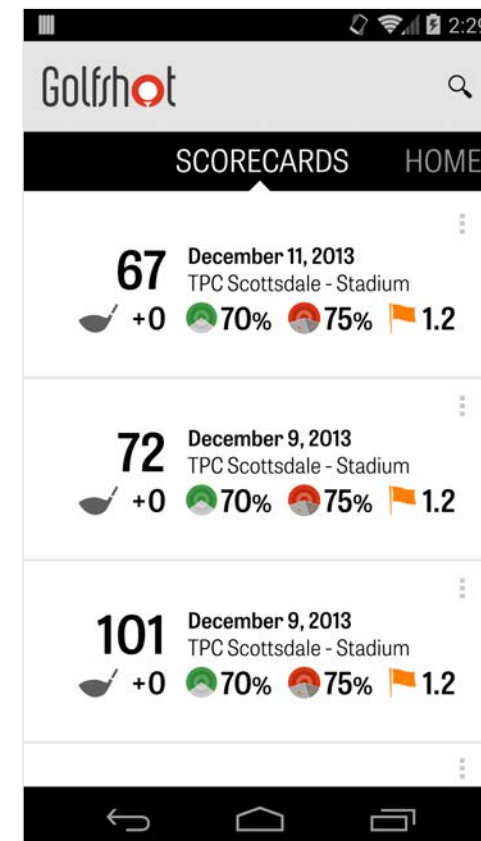 2:29
Golfshot
SCORECARDS HOME
67 December 11, 2013
TPC Scottsdale - Stadium
+0 70% 75% 1.2
72 December 9, 2013
TPC Scottsdale - Stadium
+0 70% 75% 1.2
101 December 9, 2013
TPC Scottsdale - Stadium
+0 70% 75% 1.2